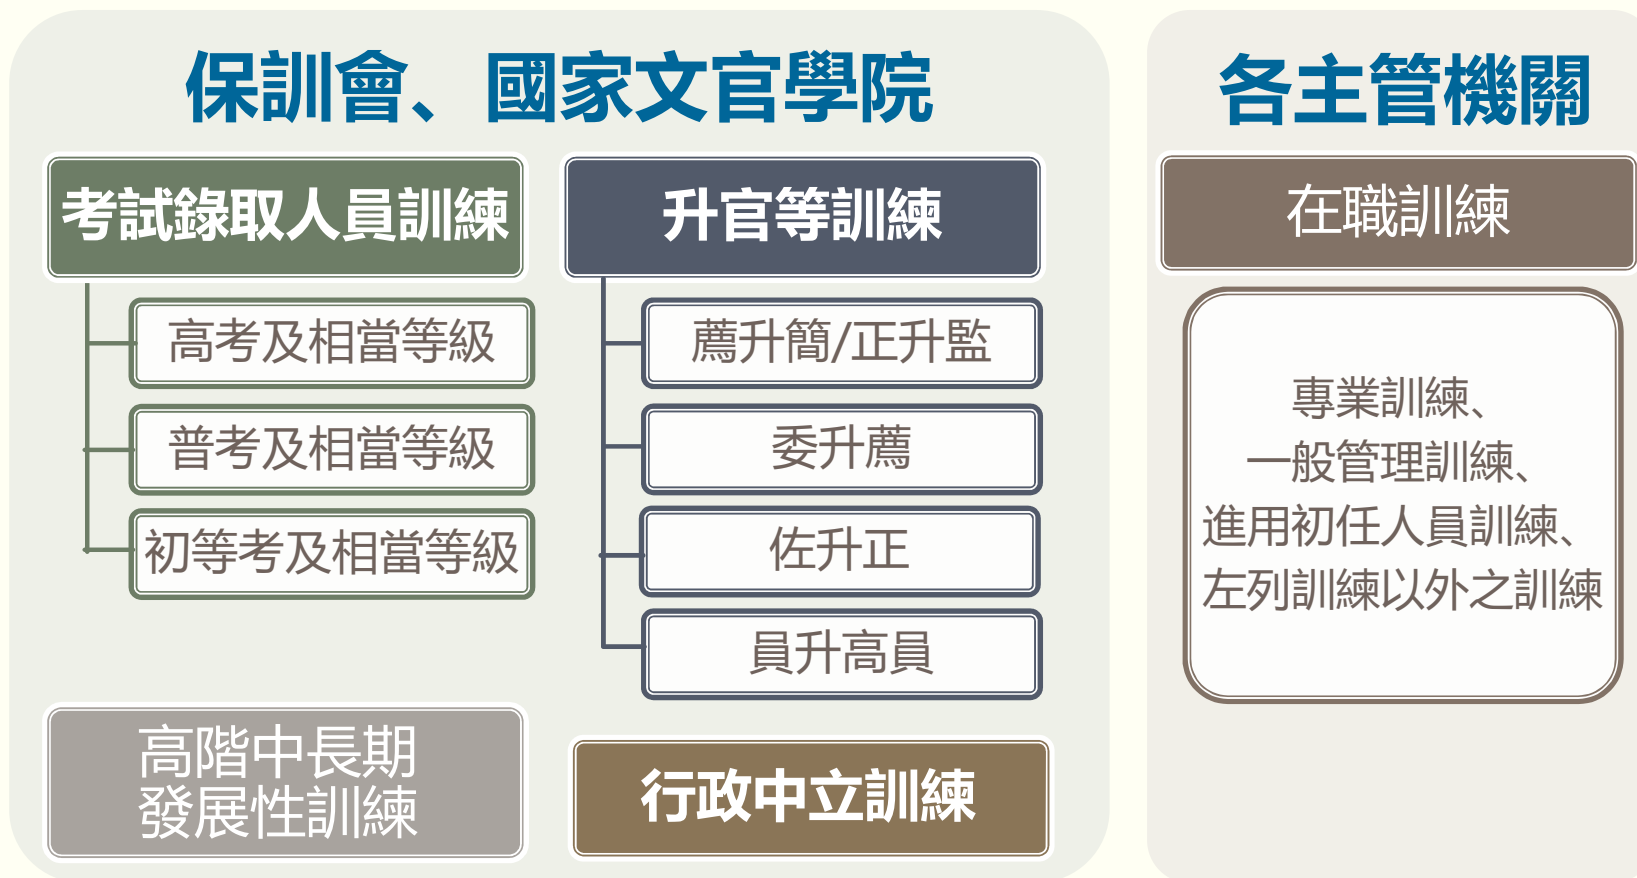 保訓會、國家文官學院
考試錄取人員訓練
高考及相當等級
普考及相當等級
初等考及相當等級
升官等訓練
薦升簡/正升監
委升薦
佐升正
員升高員
高階中長期
發展性訓練
行政中立訓練
各主管機關
在職訓練
專業訓練、
一般管理訓練、
進用初任人員訓練、
左列訓練以外之訓練